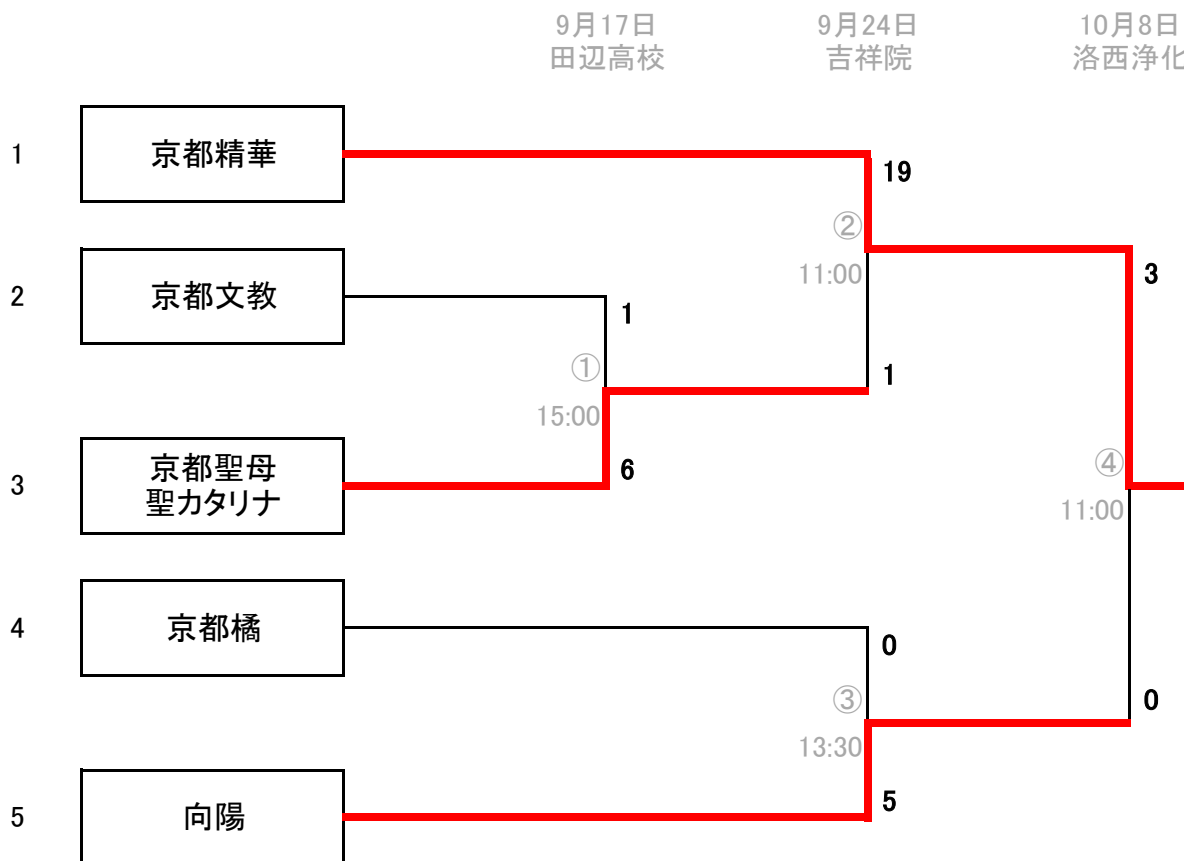 9月17日
田辺高校
9月24日
吉祥院
10月8日
洛西浄化
1
京都精華
19
②
11:00
3
2
京都文教
1
①
15:00
1
3
京都聖母
聖カタリナ
6
④
11:00
4
京都橘
0
③
13:30
0
5
向陽
5